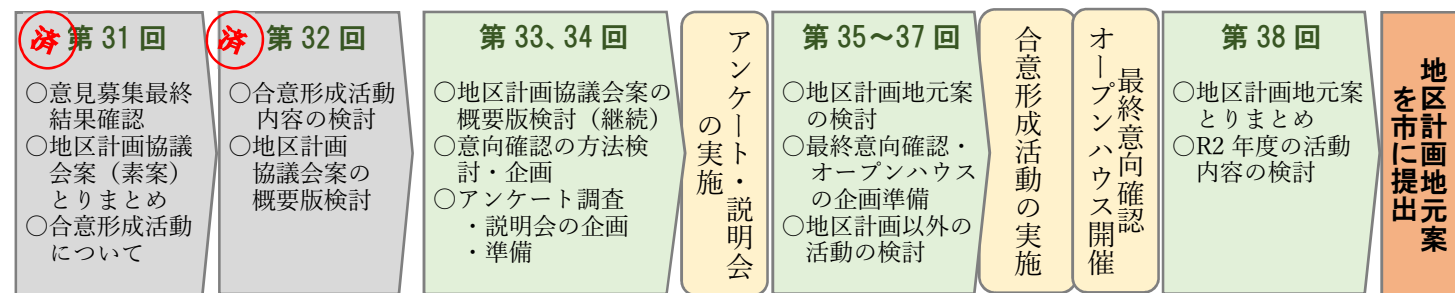 済
第 31 回
○意見募集最終
結果確認
○地区計画協議
会案（素案）
とりまとめ
○合意形成活動
について
済
第 32 回
○合意形成活動
内容の検討
○地区計画
協議会案の
概要版検討
第 33、34 回
○地区計画協議会案の
概要版検討（継続）
○意向確認の方法検
討・企画
○アンケート調査
・説明会の企画
・準備
アンケート・説明会
の実施
第 35～37 回
○地区計画地元案
の検討
○最終意向確認・
オープンハウス
の企画準備
○地区計画以外の
活動の検討
合意形成活動の実施
最終意向確認
オープンハウス開催
第 38 回
○地区計画地元案
とりまとめ
○R2 年度の活動
内容の検討
地区計画地元案
を市に提出